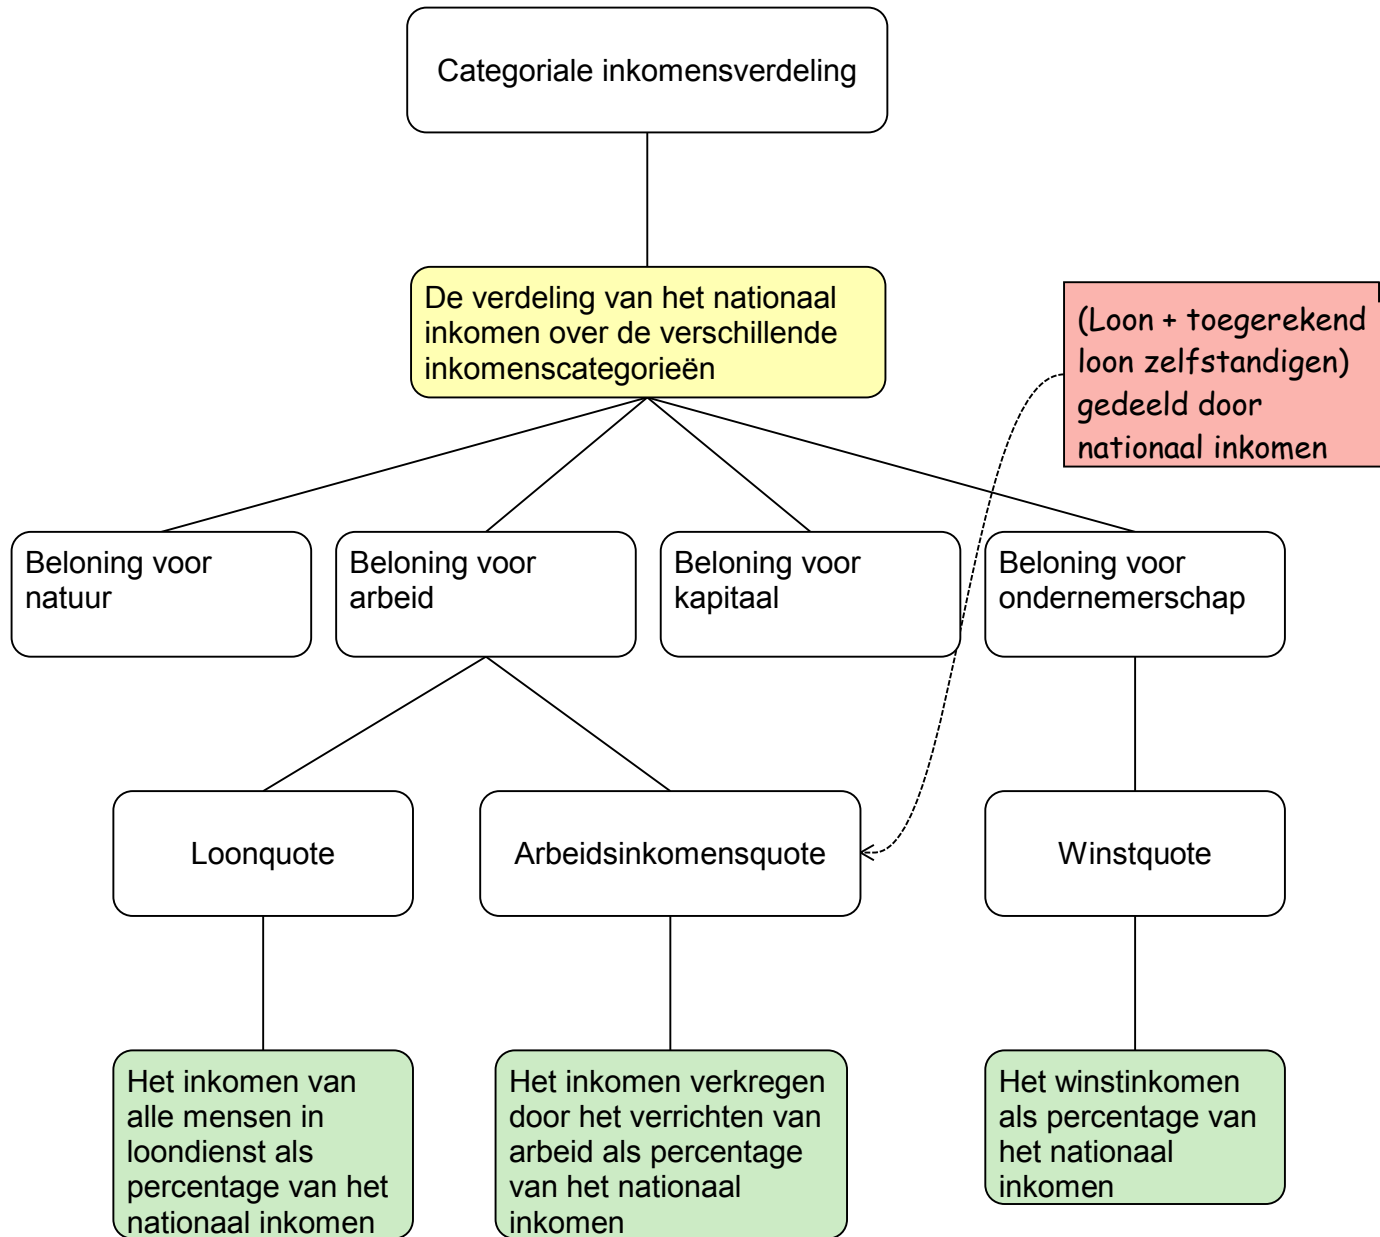 Categoriale inkomensverdeling
De verdeling van het nationaal
inkomen over de verschillende
inkomenscategorieën
(Loon + toegerekend
loon zelfstandigen)
gedeeld door
nationaal inkomen
Beloning voor
natuur
Beloning voor
arbeid
Beloning voor
kapitaal
Beloning voor
ondernemerschap
Loonquote
Arbeidsinkomensquote
Winstquote
Het inkomen van
alle mensen in
loondienst als
percentage van het
nationaal inkomen
Het inkomen verkregen
door het verrichten van
arbeid als percentage
van het nationaal
inkomen
Het winstinkomen
als percentage van
het nationaal
inkomen